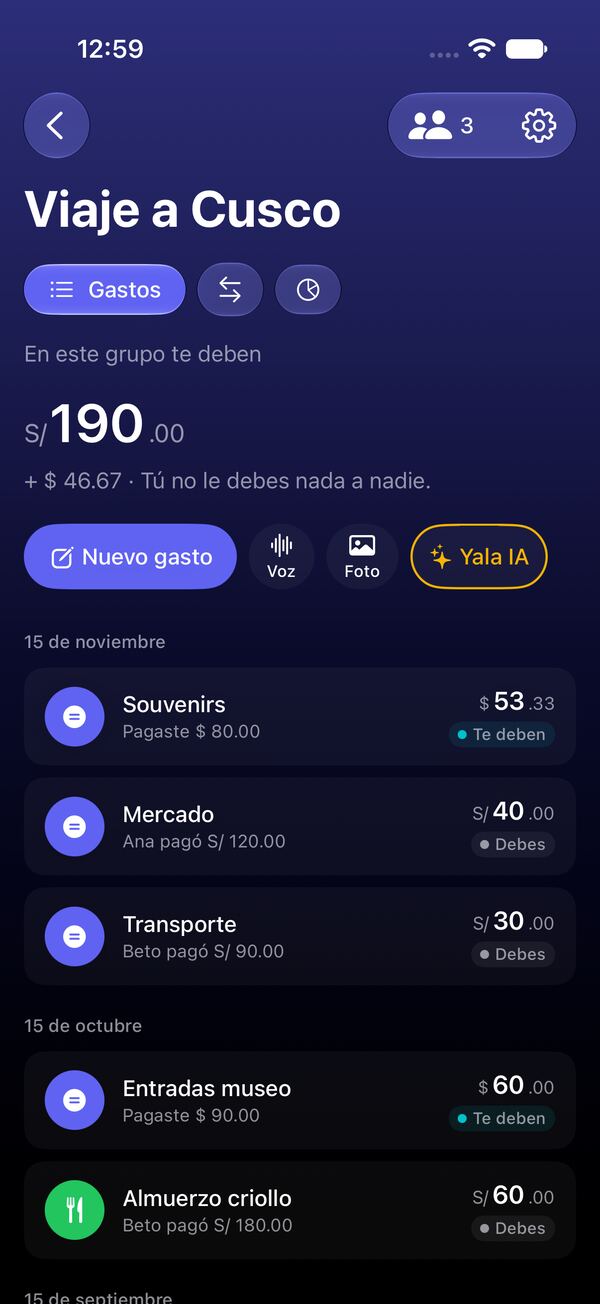 12:59
3
Viaje a Cusco
Gastos
En este grupo te deben
S/190.00
+ $ 46.67 · Tú no le debes nada a nadie.
Nuevo gasto
Voz
Foto
Yala IA
15 de noviembre
Souvenirs
$53.33
Pagaste $ 80.00
Te deben
Mercado
S/40.00
Ana pagó S/ 120.00
Debes
Transporte
S/30.00
Beto pagó S/ 90.00
Debes
15 de octubre
Entradas museo
$60.00
Pagaste $ 90.00
Te deben
Almuerzo criollo
S/60.00
Beto pagó S/ 180.00
Debes
15 de septiembre